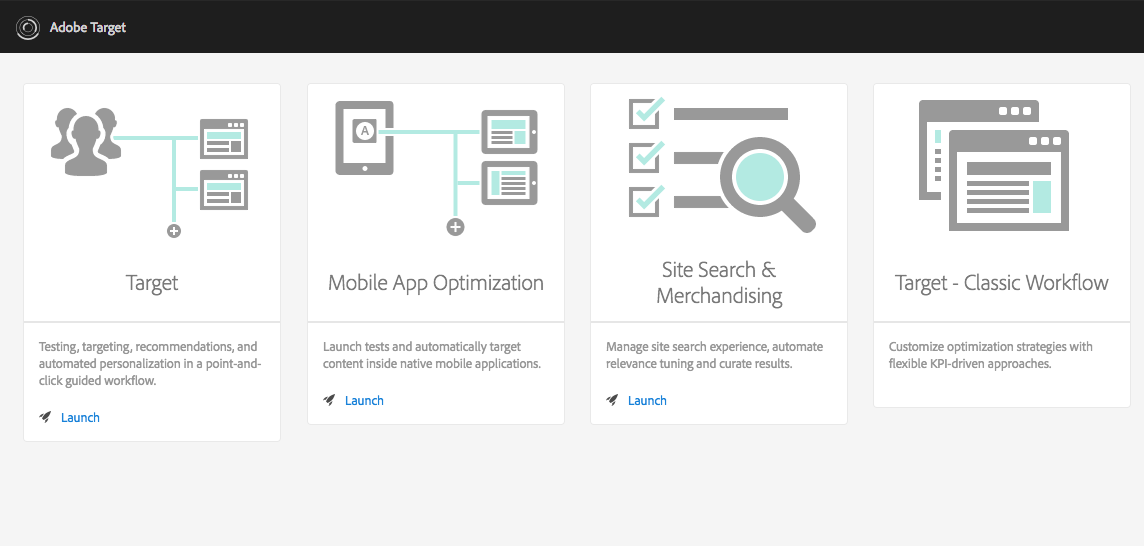 Adobe Target
A
Target
Testing, targeting, recommendations, and
automated personalization in a point-and-
click guided workflow.
Launch
Mobile App Optimization
Launch tests and automatically target
content inside native mobile applications.
Launch
Site Search &
Merchandising
Manage site search experience, automate
relevance tuning and curate results.
Launch
Target - Classic Workflow
Customize optimization strategies with
flexible KPI-driven approaches.